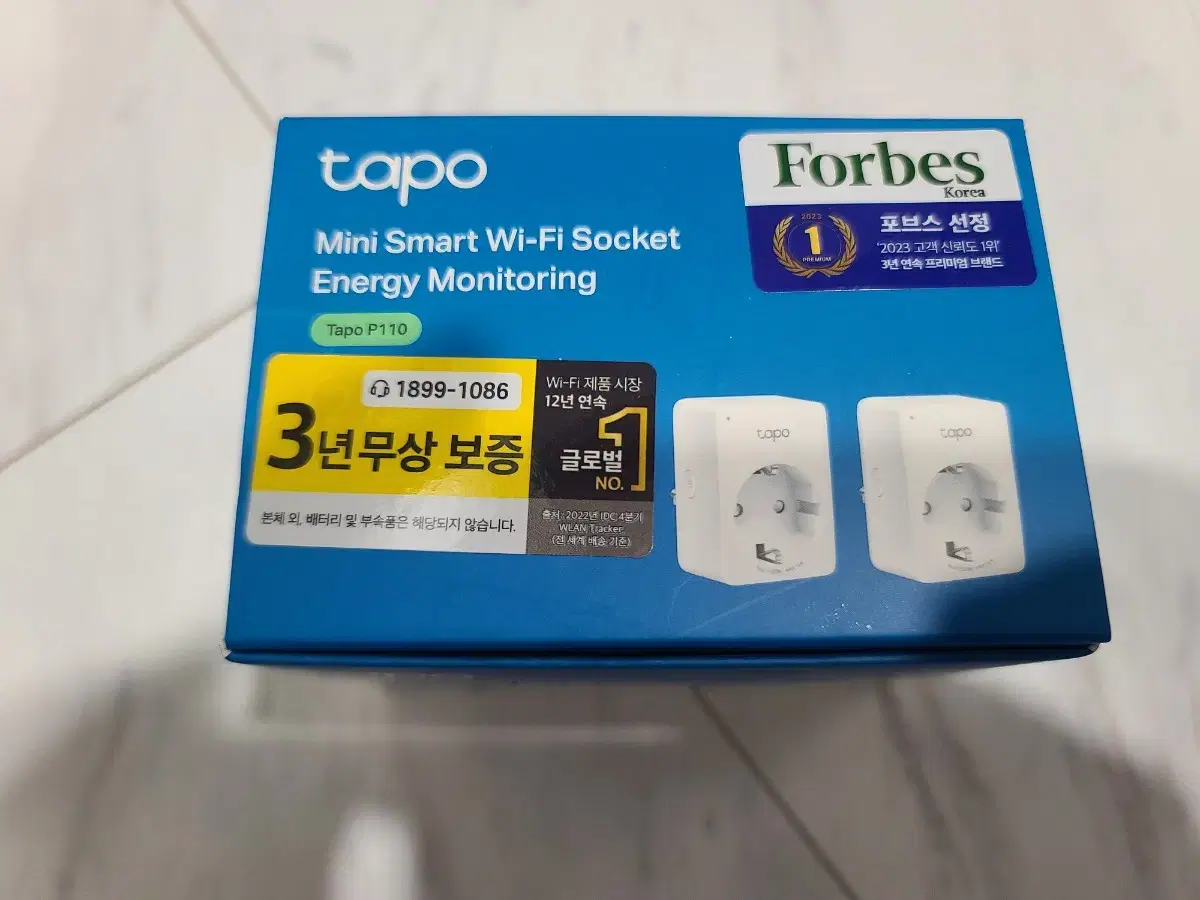 tapo
Mini Smart Wi-Fi Socket
Energy Monitoring
Tapo P110
Forbes
Korea
2023
1
PREMIUM
포브스 선정
'2023 고객 신뢰도 1위'
3년 연속 프리미엄 브랜드
1899-1086
3년 무상 보증
본체 외, 배터리 및 부속품은 해당되지 않습니다.
Wi-Fi 제품 시장
12년 연속
글로벌
NO. 1
출처: 2022년 IDC 4분기
WLAN Tracker
(전 세계 배송 기준)
tapo
tapo